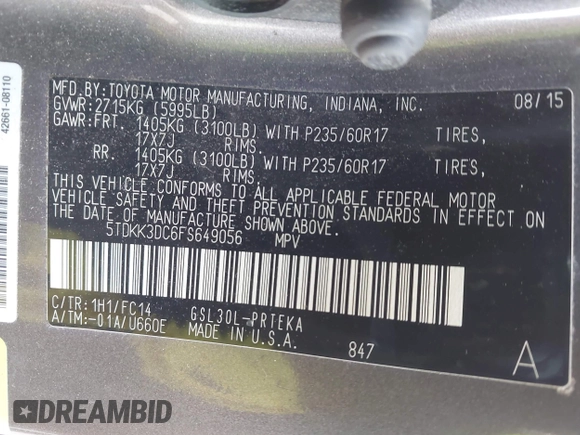 42661-08110
MFD.BY:TOYOTA MOTOR MANUFACTURING, INDIANA, INC. 08/15
GVWR:2715KG (5995LB)
GAWR:FRT. 1405KG (3100LB) WITH P235/60R17 TIRES,
17X7J RIMS.
RR. 1405KG (3100LB) WITH P235/60R17 TIRES,
17X7J RIMS.
THIS VEHICLE CONFORMS TO ALL APPLICABLE FEDERAL MOTOR
VEHICLE SAFETY AND THEFT PREVENTION STANDARDS IN EFFECT ON
THE DATE OF MANUFACTURE SHOWN ABOVE.
5TDKK3DC6FS649056 MPV
C/TR:1H1/FC14 GSL30L-PRTEKA
A/TM:-01A/U660E MADE IN U.S.A.
847 A
DREAMBID